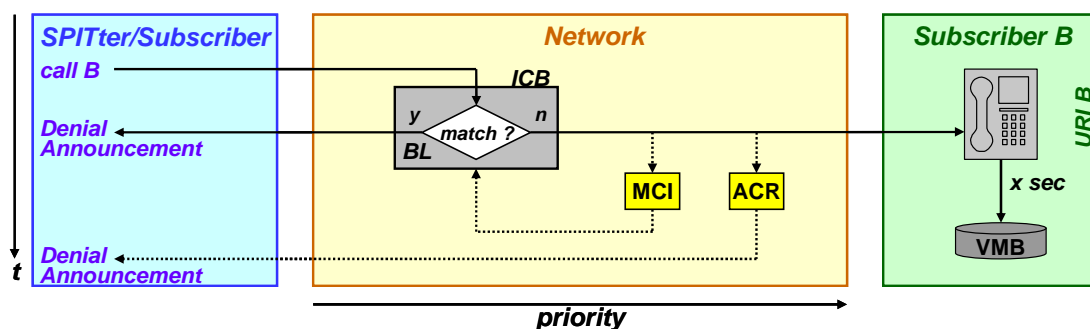 SPITter/Subscriber
Network
Subscriber B
call B
ICB
y
n
match ?
BL
Denial
Announcement
URI B
MCI
ACR
x sec
VMB
Denial
Announcement
t
priority